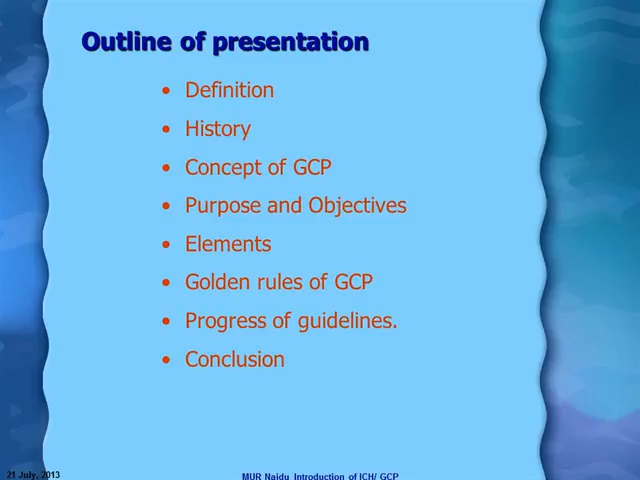 Outline of presentation
• Definition
• History
• Concept of GCP
• Purpose and Objectives
• Elements
• Golden rules of GCP
• Progress of guidelines.
• Conclusion
21 July, 2013
MUR Naidu Introduction of ICH/ GCP